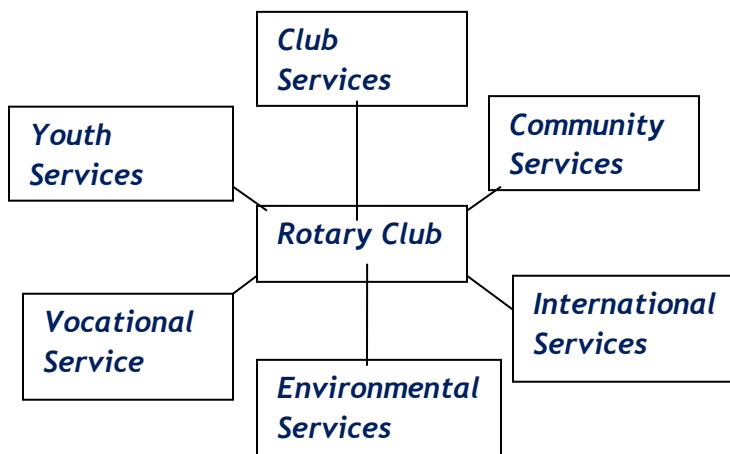 Club
Services
Youth
Services
Community
Services
Rotary Club
Vocational
Service
International
Services
Environmental
Services